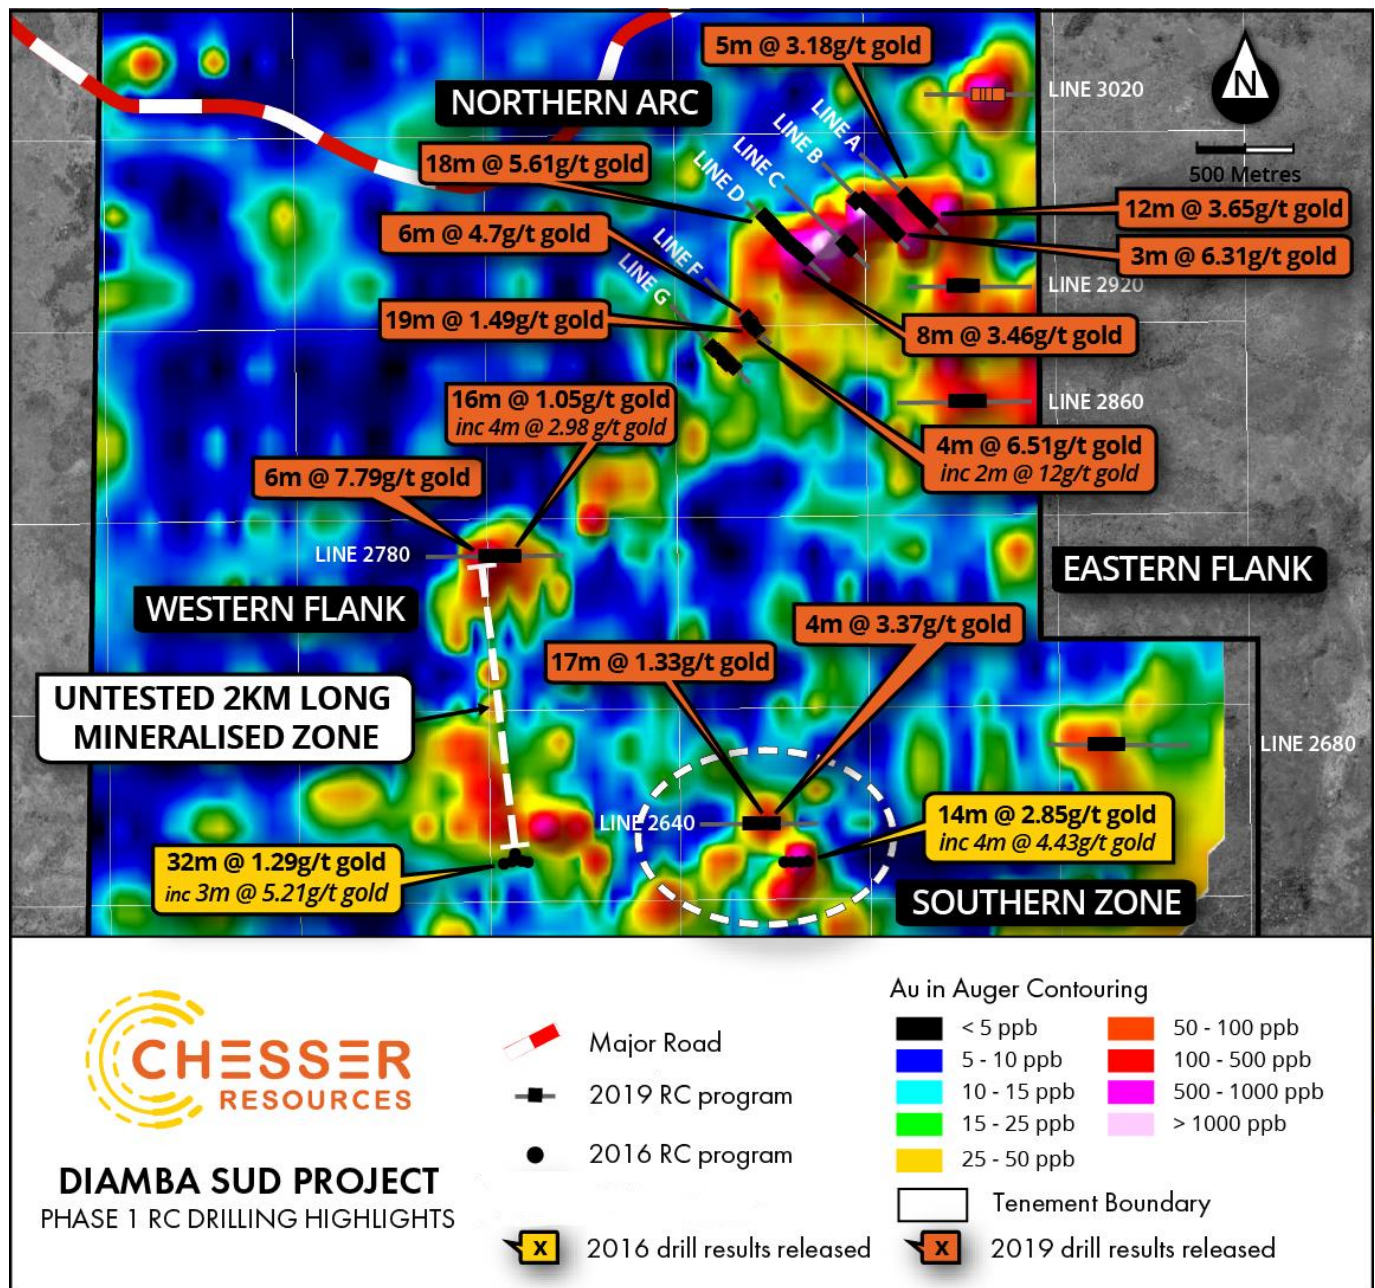 5m @ 3.18g/t gold
NORTHERN ARC
LINE 3020
N
500 Metres
LINE A
LINE B
LINE C
LINE D
18m @ 5.61g/t gold
12m @ 3.65g/t gold
6m @ 4.7g/t gold
3m @ 6.31g/t gold
LINE F
LINE G
LINE 2920
19m @ 1.49g/t gold
8m @ 3.46g/t gold
16m @ 1.05g/t gold
inc 4m @ 2.98 g/t gold
LINE 2860
4m @ 6.51g/t gold
inc 2m @ 12g/t gold
6m @ 7.79g/t gold
LINE 2780
EASTERN FLANK
WESTERN FLANK
4m @ 3.37g/t gold
17m @ 1.33g/t gold
UNTESTED 2KM LONG
MINERALISED ZONE
LINE 2680
LINE 2640
14m @ 2.85g/t gold
inc 4m @ 4.43g/t gold
32m @ 1.29g/t gold
inc 3m @ 5.21g/t gold
SOUTHERN ZONE
CHESSER
RESOURCES
DIAMBA SUD PROJECT
PHASE 1 RC DRILLING HIGHLIGHTS
Major Road
2019 RC program
2016 RC program
X 2016 drill results released
Au in Auger Contouring
< 5 ppb
5 - 10 ppb
10 - 15 ppb
15 - 25 ppb
25 - 50 ppb
50 - 100 ppb
100 - 500 ppb
500 - 1000 ppb
> 1000 ppb
Tenement Boundary
X 2019 drill results released